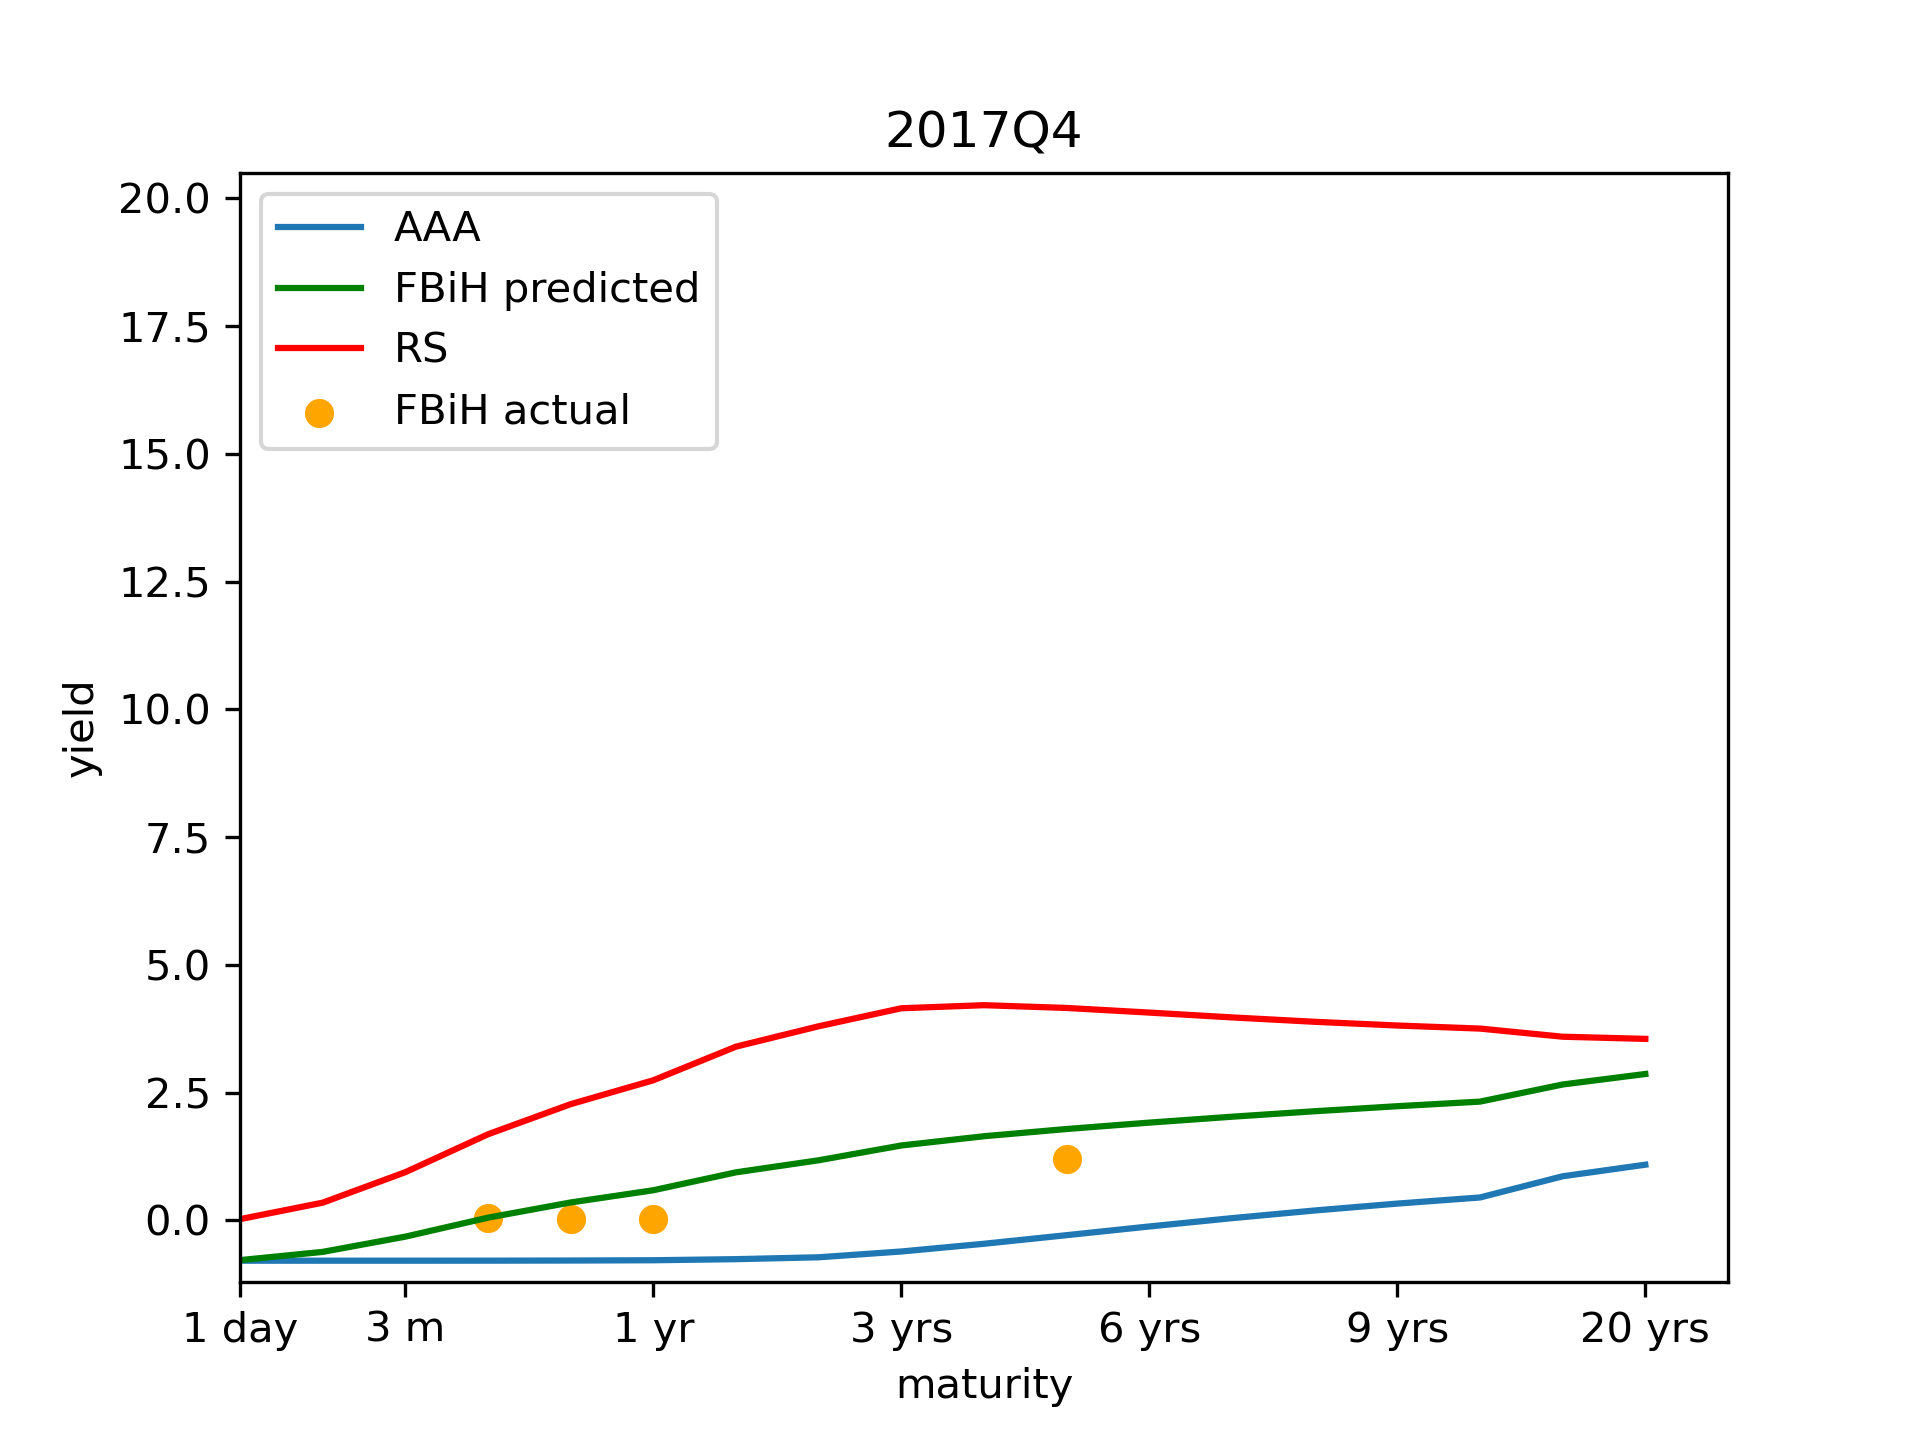 2017Q4
20.0
17.5
15.0
12.5
10.0
7.5
5.0
2.5
0.0
yield
AAA
FBiH predicted
RS
FBiH actual
1 day 3 m 1 yr 3 yrs 6 yrs 9 yrs 20 yrs
maturity